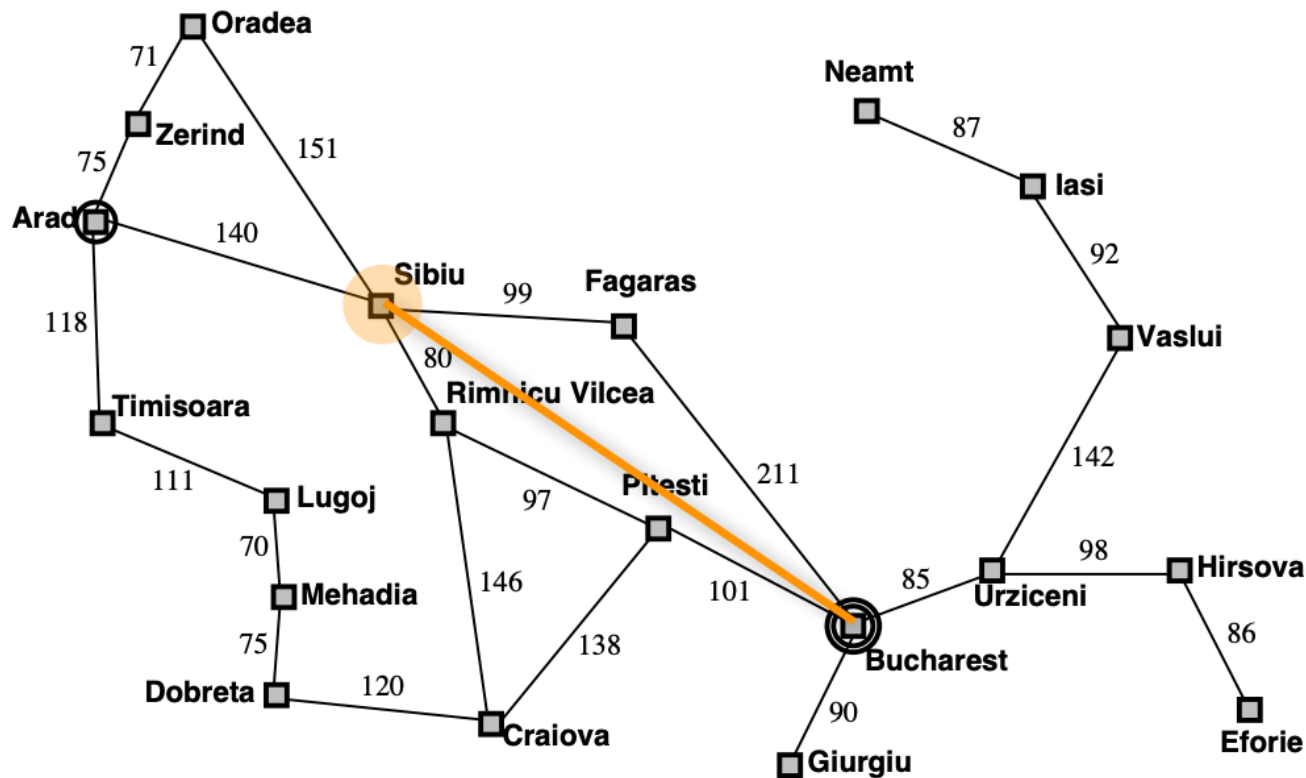 Oradea
71
Neamt
87
Zerind
151
75
Iasi
Arad
140
92
Sibiu
Fagaras
99
118
Vaslui
80
Rimnicu Vilcea
Timisoara
142
211
111
Pitesti
Lugoj
97
70
98
Hirsova
146
85
Urziceni
Mehadia
101
86
75
138
Bucharest
Dobreta
120
90
Craiova
Eforie
Giurgiu